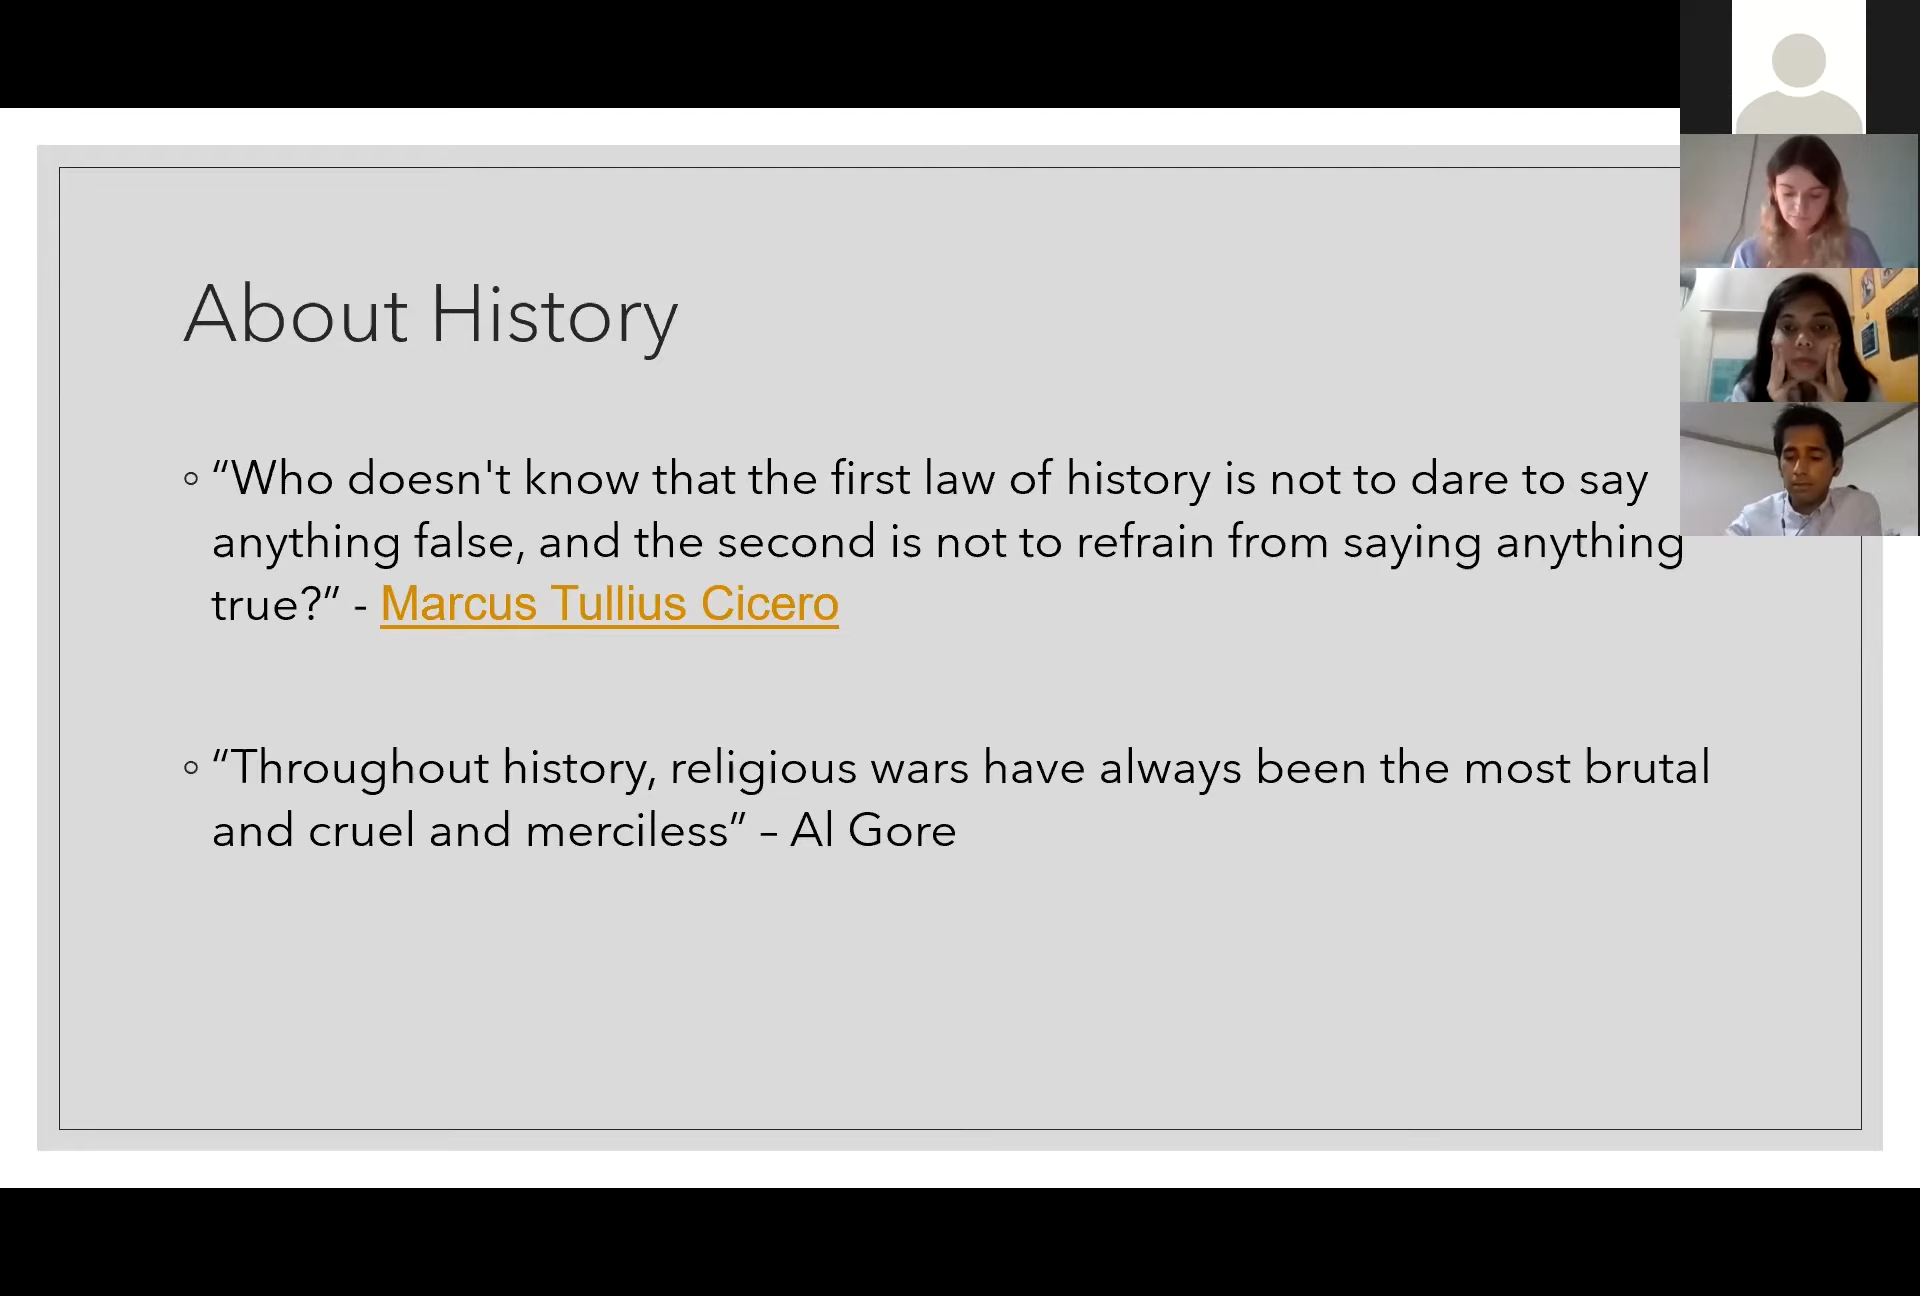 About History
“Who doesn't know that the first law of history is not to dare to say
anything false, and the second is not to refrain from saying anything
true?” - Marcus Tullius Cicero
“Throughout history, religious wars have always been the most brutal
and cruel and merciless” – Al Gore